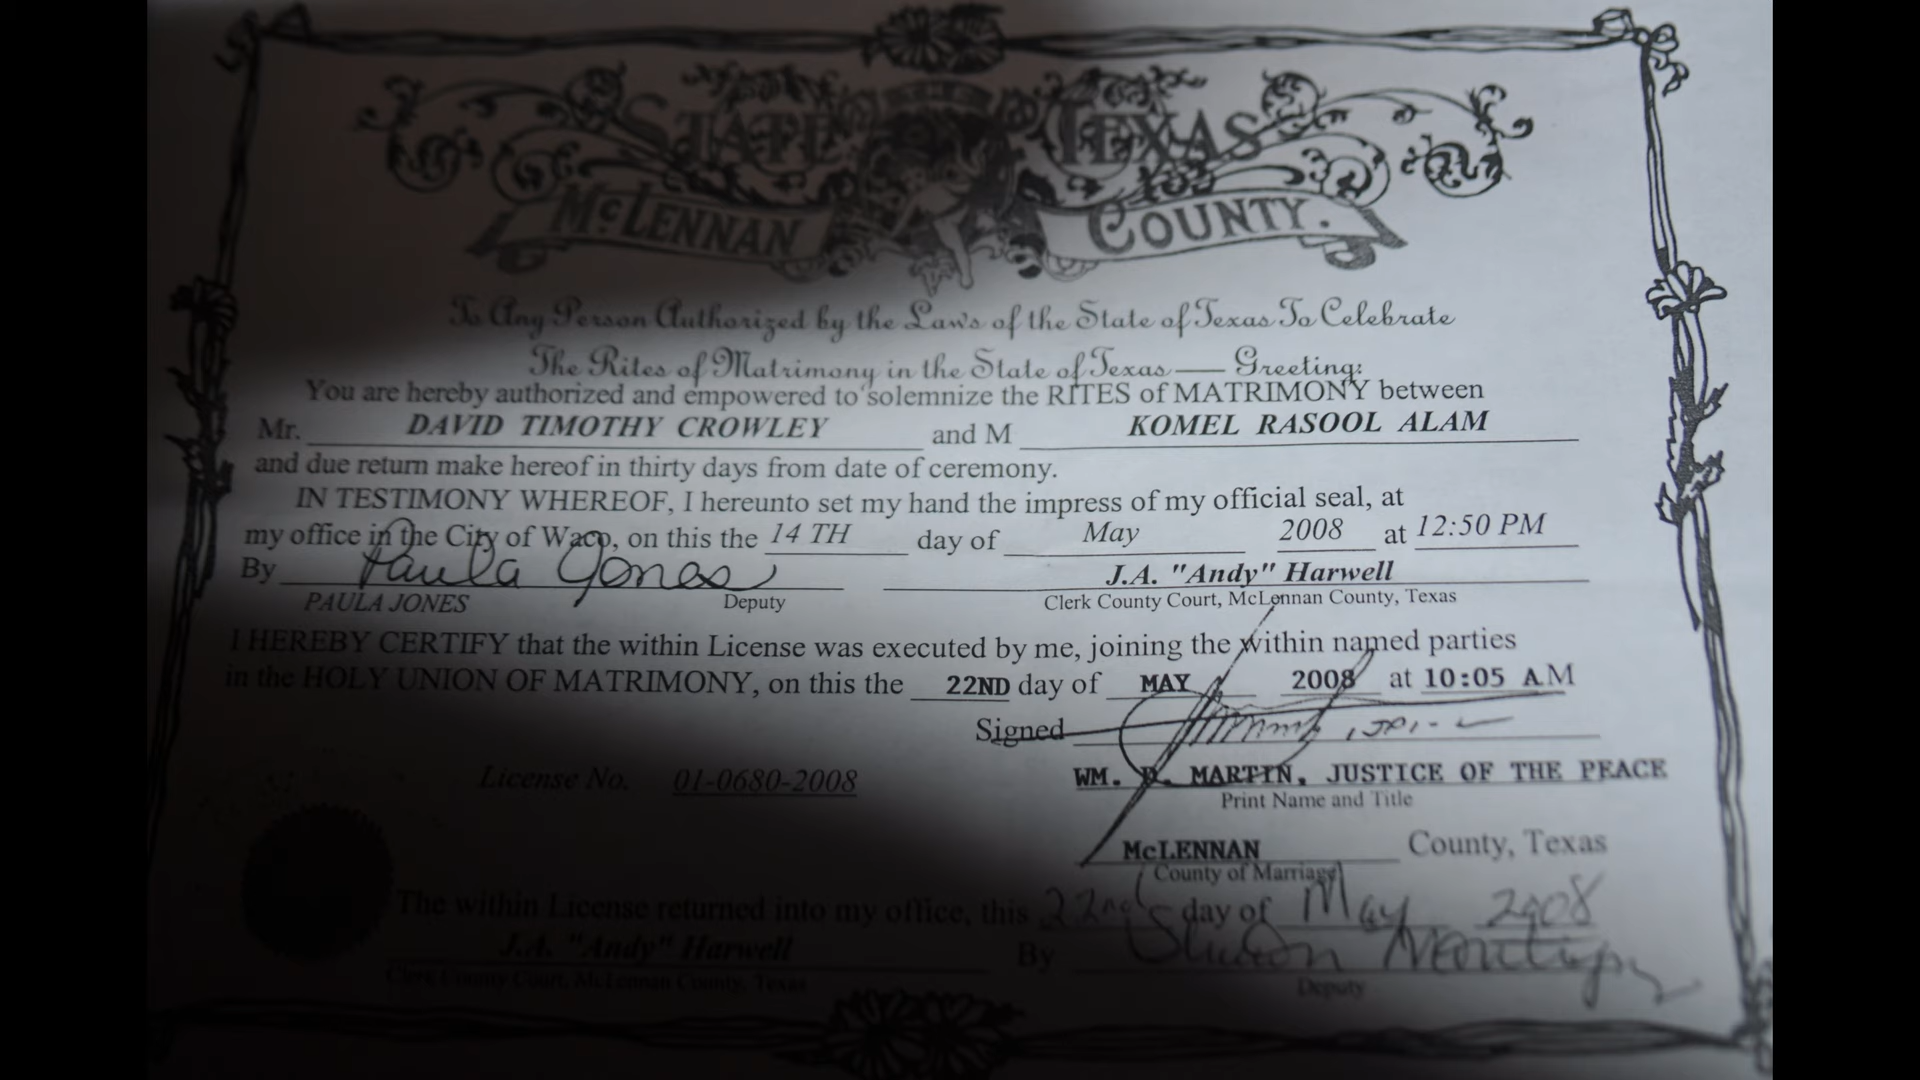 STATE TEXAS
McLENNAN COUNTY.
To Any Person Authorized by the Laws of the State of Texas To Celebrate
The Rites of Matrimony in the State of Texas — Greeting:
You are hereby authorized and empowered to solemnize the RITES of MATRIMONY between
Mr. DAVID TIMOTHY CROWLEY and M KOMEL RASOOL ALAM
and due return make hereof in thirty days from date of ceremony.
IN TESTIMONY WHEREOF, I hereunto set my hand the impress of my official seal, at
my office in the City of Waco, on this the 14 TH day of May 2008 at 12:50 PM
By Paula Jones J.A. "Andy" Harwell
PAULA JONES Deputy Clerk County Court, McLennan County, Texas
I HEREBY CERTIFY that the within License was executed by me, joining the within named parties
in the HOLY UNION OF MATRIMONY, on this the 22ND day of MAY 2008 at 10:05 A.M
Signed
License No. 01-0680-2008 WM. D. MARTIN, JUSTICE OF THE PEACE
Print Name and Title
McLENNAN County, Texas
County of Marriage
The within License returned into my office, this 22nd day of May 2008
J.A. "Andy" Harwell By
Clerk County Court, McLennan County, Texas Deputy